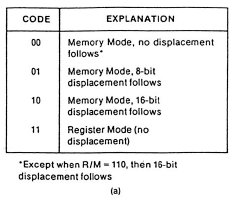 CODE EXPLANATION
00 Memory Mode, no displacement
follows*
01 Memory Mode, 8-bit
displacement follows
10 Memory Mode, 16-bit
displacement follows
11 Register Mode (no
displacement)
*Except when R/M = 110, then 16-bit
displacement follows
(a)